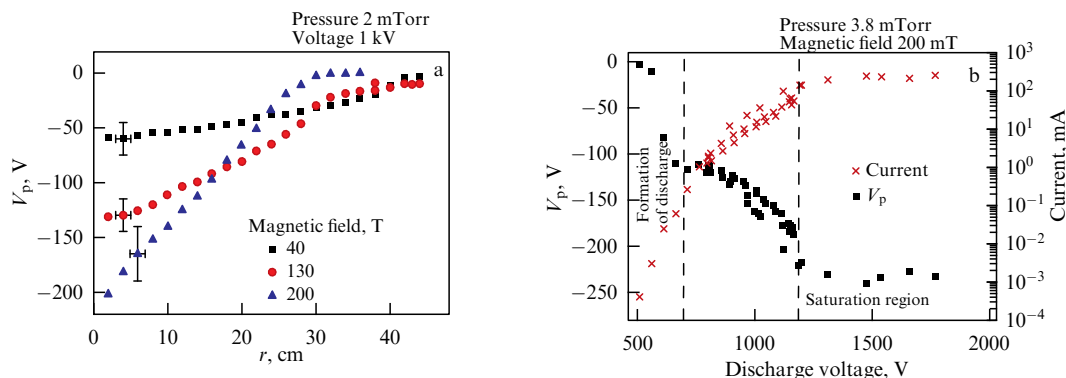 Pressure 2 mTorr
Voltage 1 kV
a
0
−50
−100
−150
−200
V_p, V
Magnetic field, T
40
130
200
0
10
20
30
40
r, cm
Pressure 3.8 mTorr
Magnetic field 200 mT
b
0
−50
−100
−150
−200
−250
V_p, V
Formation
of discharge
Current
V_p
Saturation region
10^3
10^2
10^1
10^0
10^−1
10^−2
10^−3
10^−4
Current, mA
500
1000
1500
2000
Discharge voltage, V